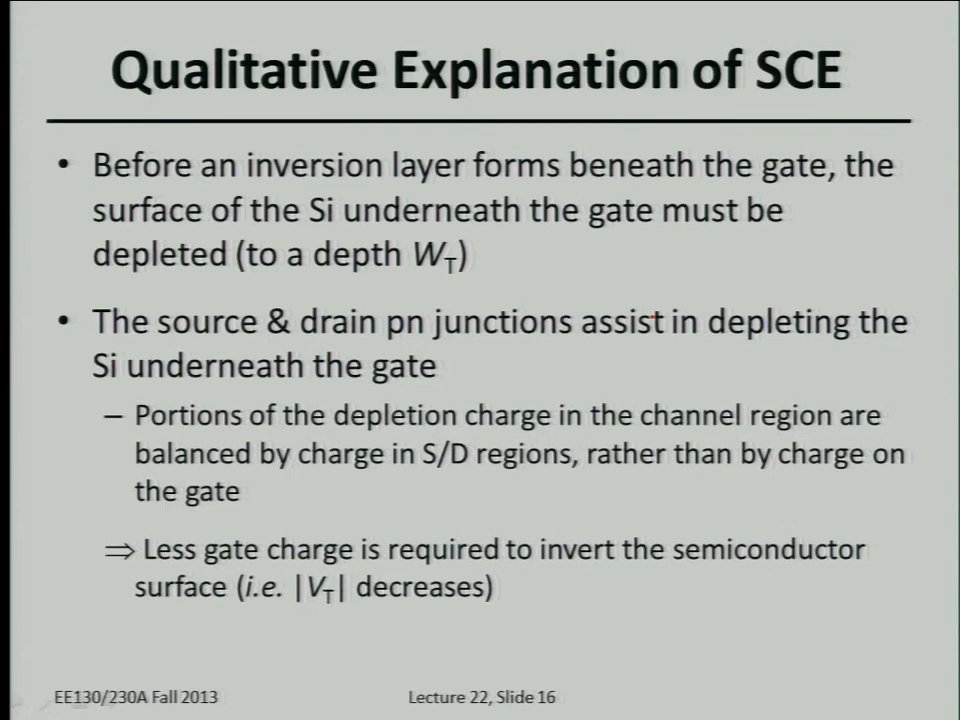 Qualitative Explanation of SCE
• Before an inversion layer forms beneath the gate, the
surface of the Si underneath the gate must be
depleted (to a depth W_T)
• The source & drain pn junctions assist in depleting the
Si underneath the gate
– Portions of the depletion charge in the channel region are
balanced by charge in S/D regions, rather than by charge on
the gate
⇒ Less gate charge is required to invert the semiconductor
surface (i.e. |V_T| decreases)
EE130/230A Fall 2013
Lecture 22, Slide 16